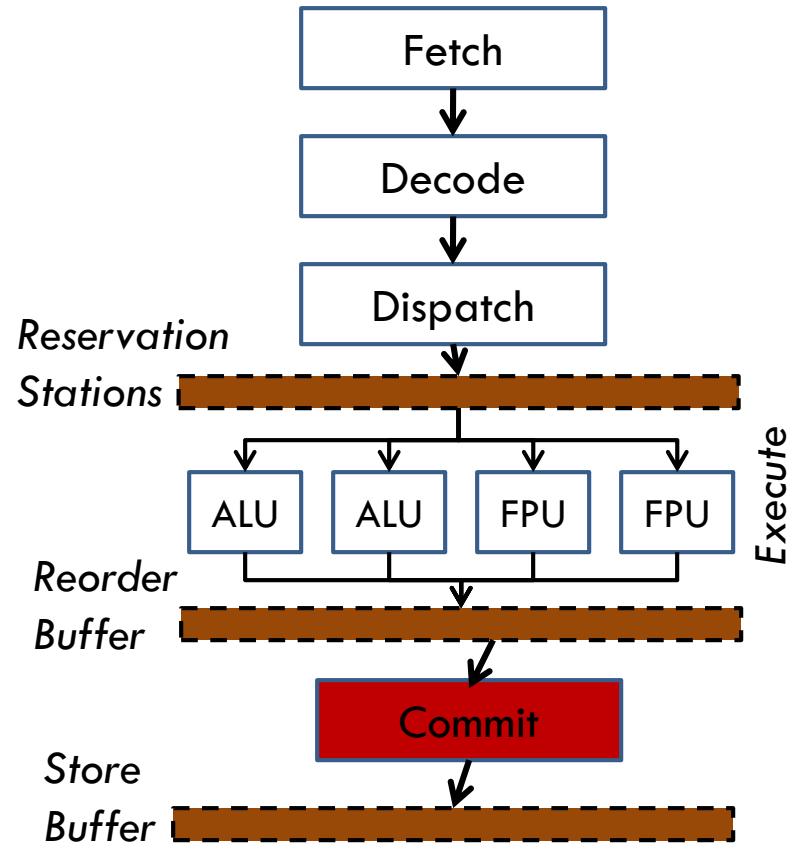 Fetch
Decode
Dispatch
Reservation
Stations
ALU ALU FPU FPU
Execute
Reorder
Buffer
Commit
Store
Buffer